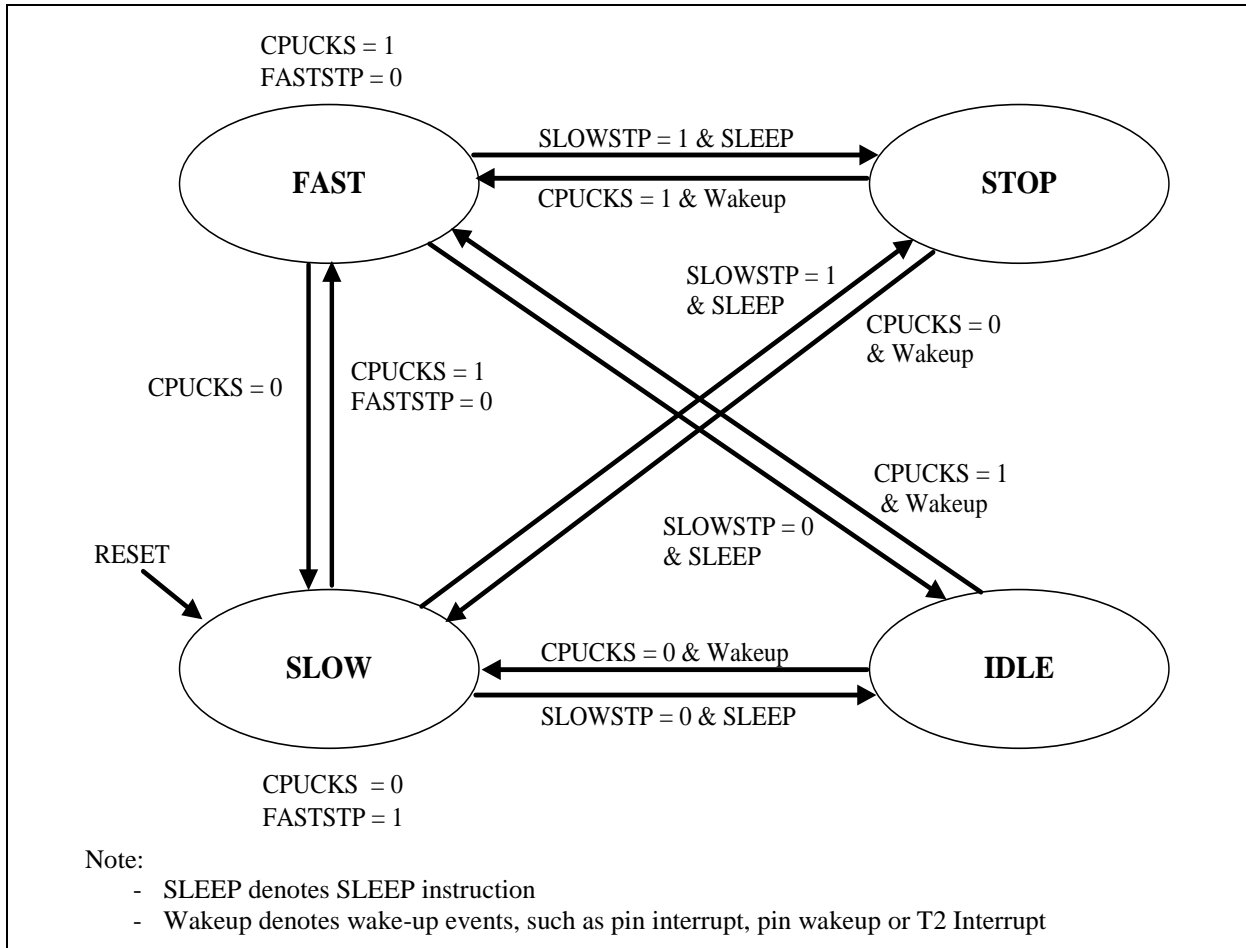 CPUCKS = 1
FASTSTP = 0
SLOWSTP = 1 & SLEEP
FAST
STOP
CPUCKS = 1 & Wakeup
SLOWSTP = 1
& SLEEP
CPUCKS = 0
& Wakeup
CPUCKS = 0
CPUCKS = 1
FASTSTP = 0
CPUCKS = 1
& Wakeup
SLOWSTP = 0
& SLEEP
RESET
SLOW
CPUCKS = 0 & Wakeup
IDLE
SLOWSTP = 0 & SLEEP
CPUCKS = 0
FASTSTP = 1
Note:
- SLEEP denotes SLEEP instruction
- Wakeup denotes wake-up events, such as pin interrupt, pin wakeup or T2 Interrupt